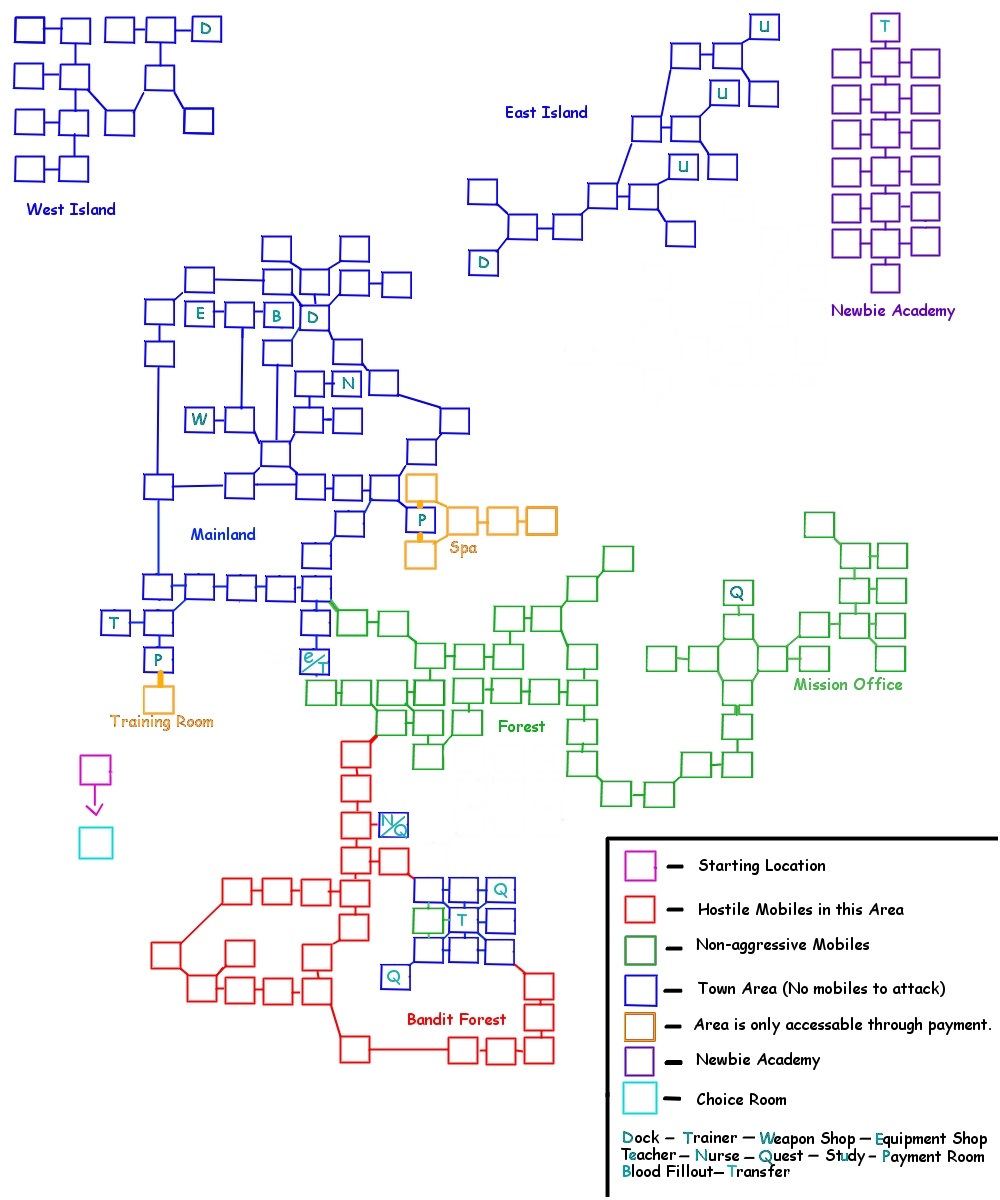 D
U
T
U
East Island
U
West Island
D
Newbie Academy
E
B
D
N
W
Mainland
P
Spa
Q
T
P
e/T
Mission Office
Training Room
Forest
N/Q
Q
T
Q
Bandit Forest
Starting Location
Hostile Mobiles in this Area
Non-aggressive Mobiles
Town Area (No mobiles to attack)
Area is only accessable through payment.
Newbie Academy
Choice Room
Dock - Trainer - Weapon Shop - Equipment Shop
Teacher - Nurse - Quest - Study - Payment Room
Blood Fillout - Transfer